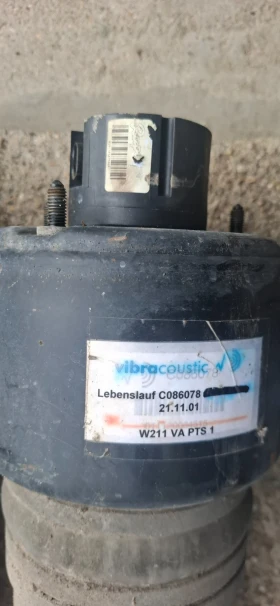 vibracoustic
Lebenslauf C086078
21.11.01
W211 VA PTS 1